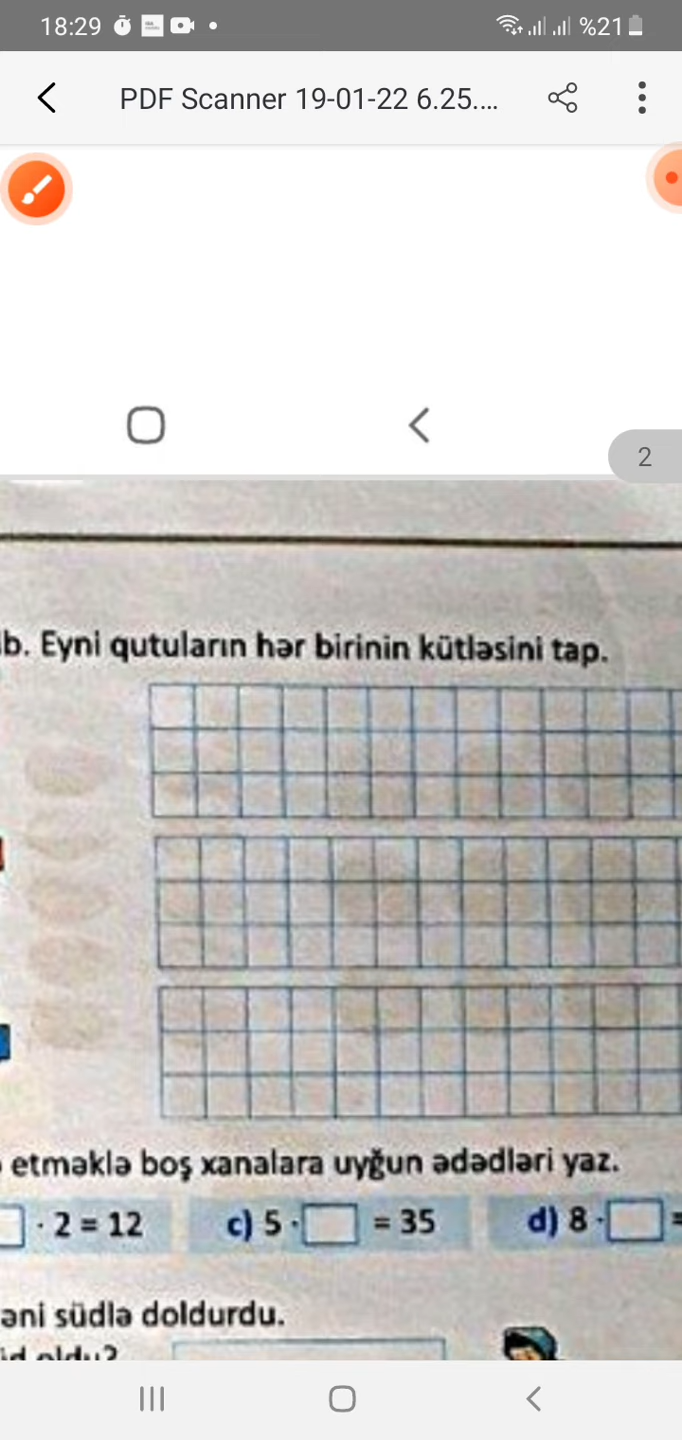 18:29 %21
PDF Scanner 19-01-22 6.25....
2
b. Eyni qutuların hər birinin kütləsini tap.
etməklə boş xanalara uyğun ədədləri yaz.
· 2 = 12 c) 5 · = 35 d) 8 · =
əni südlə doldurdu.
oldu?